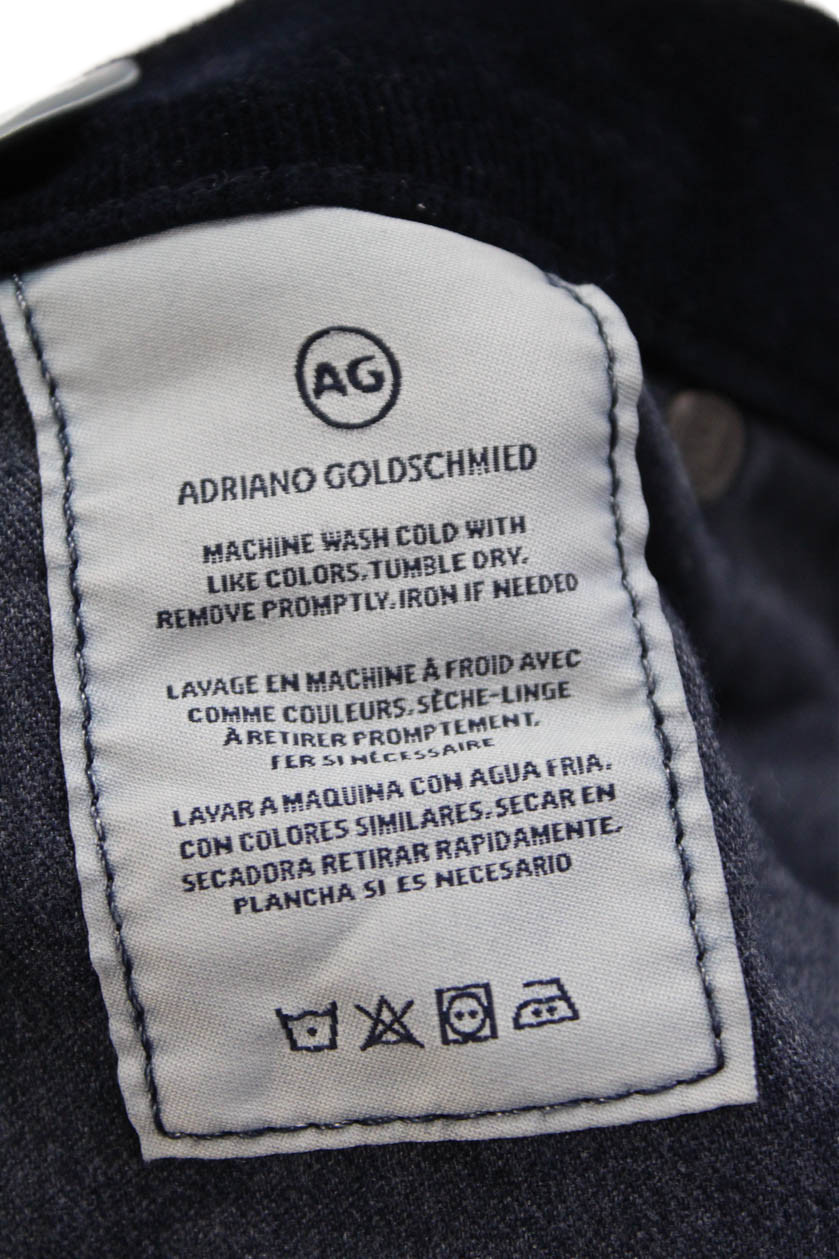 AG
ADRIANO GOLDSCHMIED
MACHINE WASH COLD WITH
LIKE COLORS,TUMBLE DRY.
REMOVE PROMPTLY.IRON IF NEEDED
LAVAGE EN MACHINE À FROID AVEC
COMME COULEURS,SÈCHE-LINGE
À RETIRER PROMPTEMENT.
FER SI NÉCESSAIRE
LAVAR A MAQUINA CON AGUA FRIA.
CON COLORES SIMILARES.SECAR EN
SECADORA RETIRAR RAPIDAMENTE.
PLANCHA SI ES NECESARIO